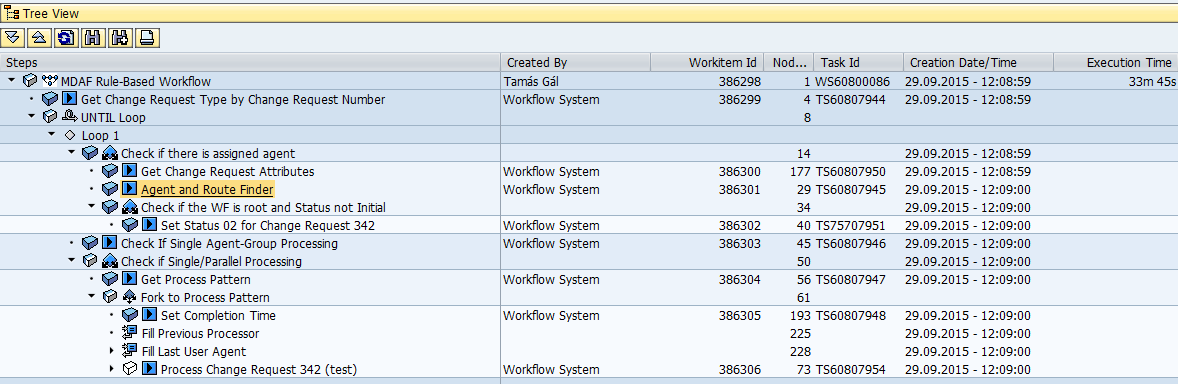 Tree View
Steps Created By Workitem Id Nod... Task Id Creation Date/Time Execution Time
MDAF Rule-Based Workflow Tamás Gál 386298 1 WS60800086 29.09.2015 - 12:08:59 33m 45s
Get Change Request Type by Change Request Number Workflow System 386299 4 TS60807944 29.09.2015 - 12:08:59
UNTIL Loop 8
Loop 1
Check if there is assigned agent 14 29.09.2015 - 12:08:59
Get Change Request Attributes Workflow System 386300 177 TS60807950 29.09.2015 - 12:08:59
Agent and Route Finder Workflow System 386301 29 TS60807945 29.09.2015 - 12:09:00
Check if the WF is root and Status not Initial 34 29.09.2015 - 12:09:00
Set Status 02 for Change Request 342 Workflow System 386302 40 TS75707951 29.09.2015 - 12:09:00
Check If Single Agent-Group Processing Workflow System 386303 45 TS60807946 29.09.2015 - 12:09:00
Check if Single/Parallel Processing 50 29.09.2015 - 12:09:00
Get Process Pattern Workflow System 386304 56 TS60807947 29.09.2015 - 12:09:00
Fork to Process Pattern 61 29.09.2015 - 12:09:00
Set Completion Time Workflow System 386305 193 TS60807948 29.09.2015 - 12:09:00
Fill Previous Processor 225 29.09.2015 - 12:09:00
Fill Last User Agent 228 29.09.2015 - 12:09:00
Process Change Request 342 (test) Workflow System 386306 73 TS60807954 29.09.2015 - 12:09:00